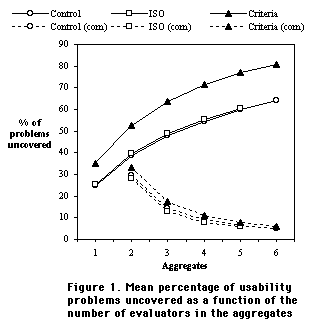 Control ISO Criteria
Control (com) ISO (com) Criteria (com)
90
80
70
60
50
40
30
20
10
0
% of
problems
uncovered
1 2 3 4 5 6
Aggregates
Figure 1. Mean percentage of usability
problems uncovered as a function of the
number of evaluators in the aggregates